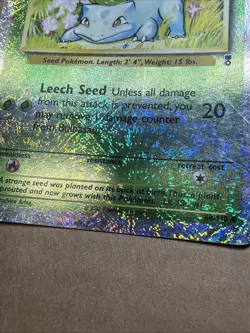 Seed Pokémon. Length: 2' 4", Weight: 15 lbs.
Leech Seed Unless all damage
from this attack is prevented, you
may remove 1 damage counter
from Bulbasaur.
20
weakness
resistance
retreat cost
A strange seed was planted on its back at birth. The plant
sprouted and now grows with this Pokémon.